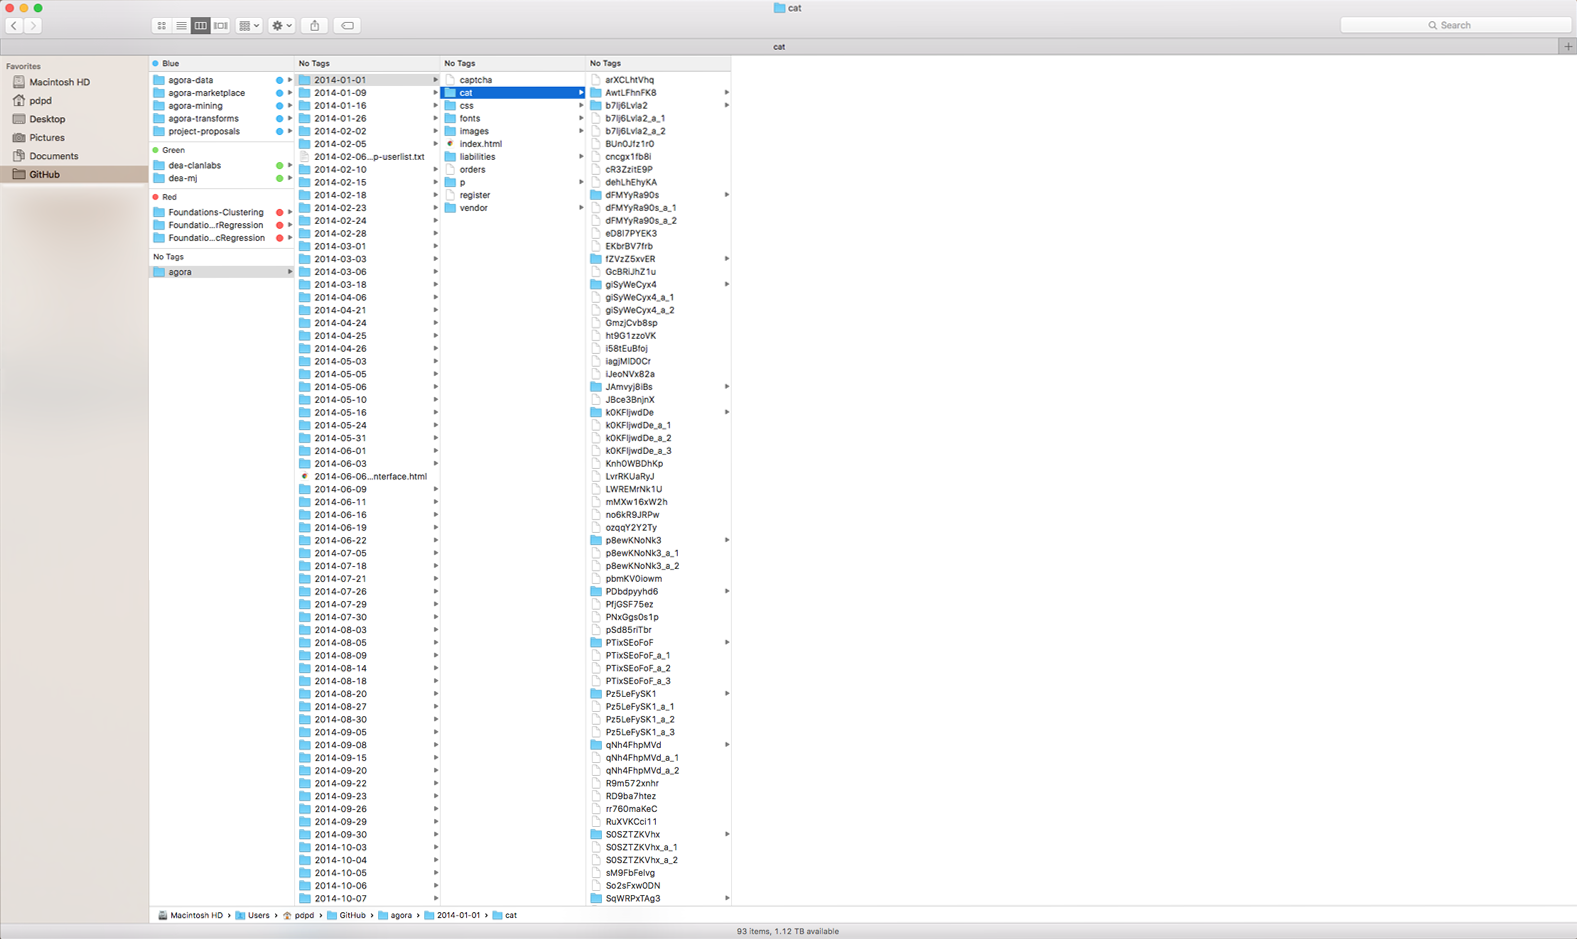 cat
Search
cat
Favorites
Macintosh HD
pdpd
Desktop
Pictures
Documents
GitHub
Blue
agora-data
agora-marketplace
agora-mining
agora-transforms
project-proposals
Green
dea-clanlabs
dea-mj
Red
Foundations-Clustering
Foundatio...rRegression
Foundatio...cRegression
No Tags
agora
No Tags
2014-01-01
2014-01-09
2014-01-16
2014-01-26
2014-02-02
2014-02-05
2014-02-06...p-userlist.txt
2014-02-10
2014-02-15
2014-02-18
2014-02-23
2014-02-24
2014-02-28
2014-03-01
2014-03-03
2014-03-06
2014-03-18
2014-04-06
2014-04-21
2014-04-24
2014-04-25
2014-04-26
2014-05-03
2014-05-05
2014-05-06
2014-05-10
2014-05-16
2014-05-24
2014-05-31
2014-06-01
2014-06-03
2014-06-06...nterface.html
2014-06-09
2014-06-11
2014-06-16
2014-06-19
2014-06-22
2014-07-05
2014-07-18
2014-07-21
2014-07-26
2014-07-29
2014-07-30
2014-08-03
2014-08-05
2014-08-09
2014-08-14
2014-08-18
2014-08-20
2014-08-27
2014-08-30
2014-09-05
2014-09-08
2014-09-15
2014-09-20
2014-09-22
2014-09-23
2014-09-26
2014-09-29
2014-09-30
2014-10-03
2014-10-04
2014-10-05
2014-10-06
2014-10-07
No Tags
captcha
cat
css
fonts
images
index.html
liabilities
orders
p
register
vendor
No Tags
arXCLhtVhq
AwtLFhnFK8
b7Ij6Lvla2
b7Ij6Lvla2_a_1
b7Ij6Lvla2_a_2
BUn0Jfz1r0
cncgx1fb8i
cR3ZzitE9P
dehLhEhyKA
dFMYyRa90s
dFMYyRa90s_a_1
dFMYyRa90s_a_2
eD8I7PYEK3
EKbrBV7frb
fZVzZ5xvER
GcBRiJhZ1u
giSyWeCyx4
giSyWeCyx4_a_1
giSyWeCyx4_a_2
GmzjCvb8sp
ht9G1zzoVK
i58tEuBfoj
iagjMlD0Cr
iJeoNVx82a
JAmvyj8iBs
JBce3BnjnX
k0KFljwdDe
k0KFljwdDe_a_1
k0KFljwdDe_a_2
k0KFljwdDe_a_3
Knh0WBDhKp
LvrRKUaRyJ
LWREMrNk1U
mMXw16xW2h
no6kR9JRPw
ozqqY2Y2Ty
p8ewKNoNk3
p8ewKNoNk3_a_1
p8ewKNoNk3_a_2
pbmKV0iowm
PDbdpyyhd6
PfjGSF75ez
PNxGgs0s1p
pSd85riTbr
PTixSEoFoF
PTixSEoFoF_a_1
PTixSEoFoF_a_2
PTixSEoFoF_a_3
Pz5LeFySK1
Pz5LeFySK1_a_1
Pz5LeFySK1_a_2
Pz5LeFySK1_a_3
qNh4FhpMVd
qNh4FhpMVd_a_1
qNh4FhpMVd_a_2
R9m572xnhr
RD9ba7htez
rr760maKeC
RuXVKCci11
S0SZTZKVhx
S0SZTZKVhx_a_1
S0SZTZKVhx_a_2
sM9FbFeIvg
So2sFxw0DN
SqWRPxTAg3
Macintosh HD › Users › pdpd › GitHub › agora › 2014-01-01 › cat
93 items, 1.12 TB available